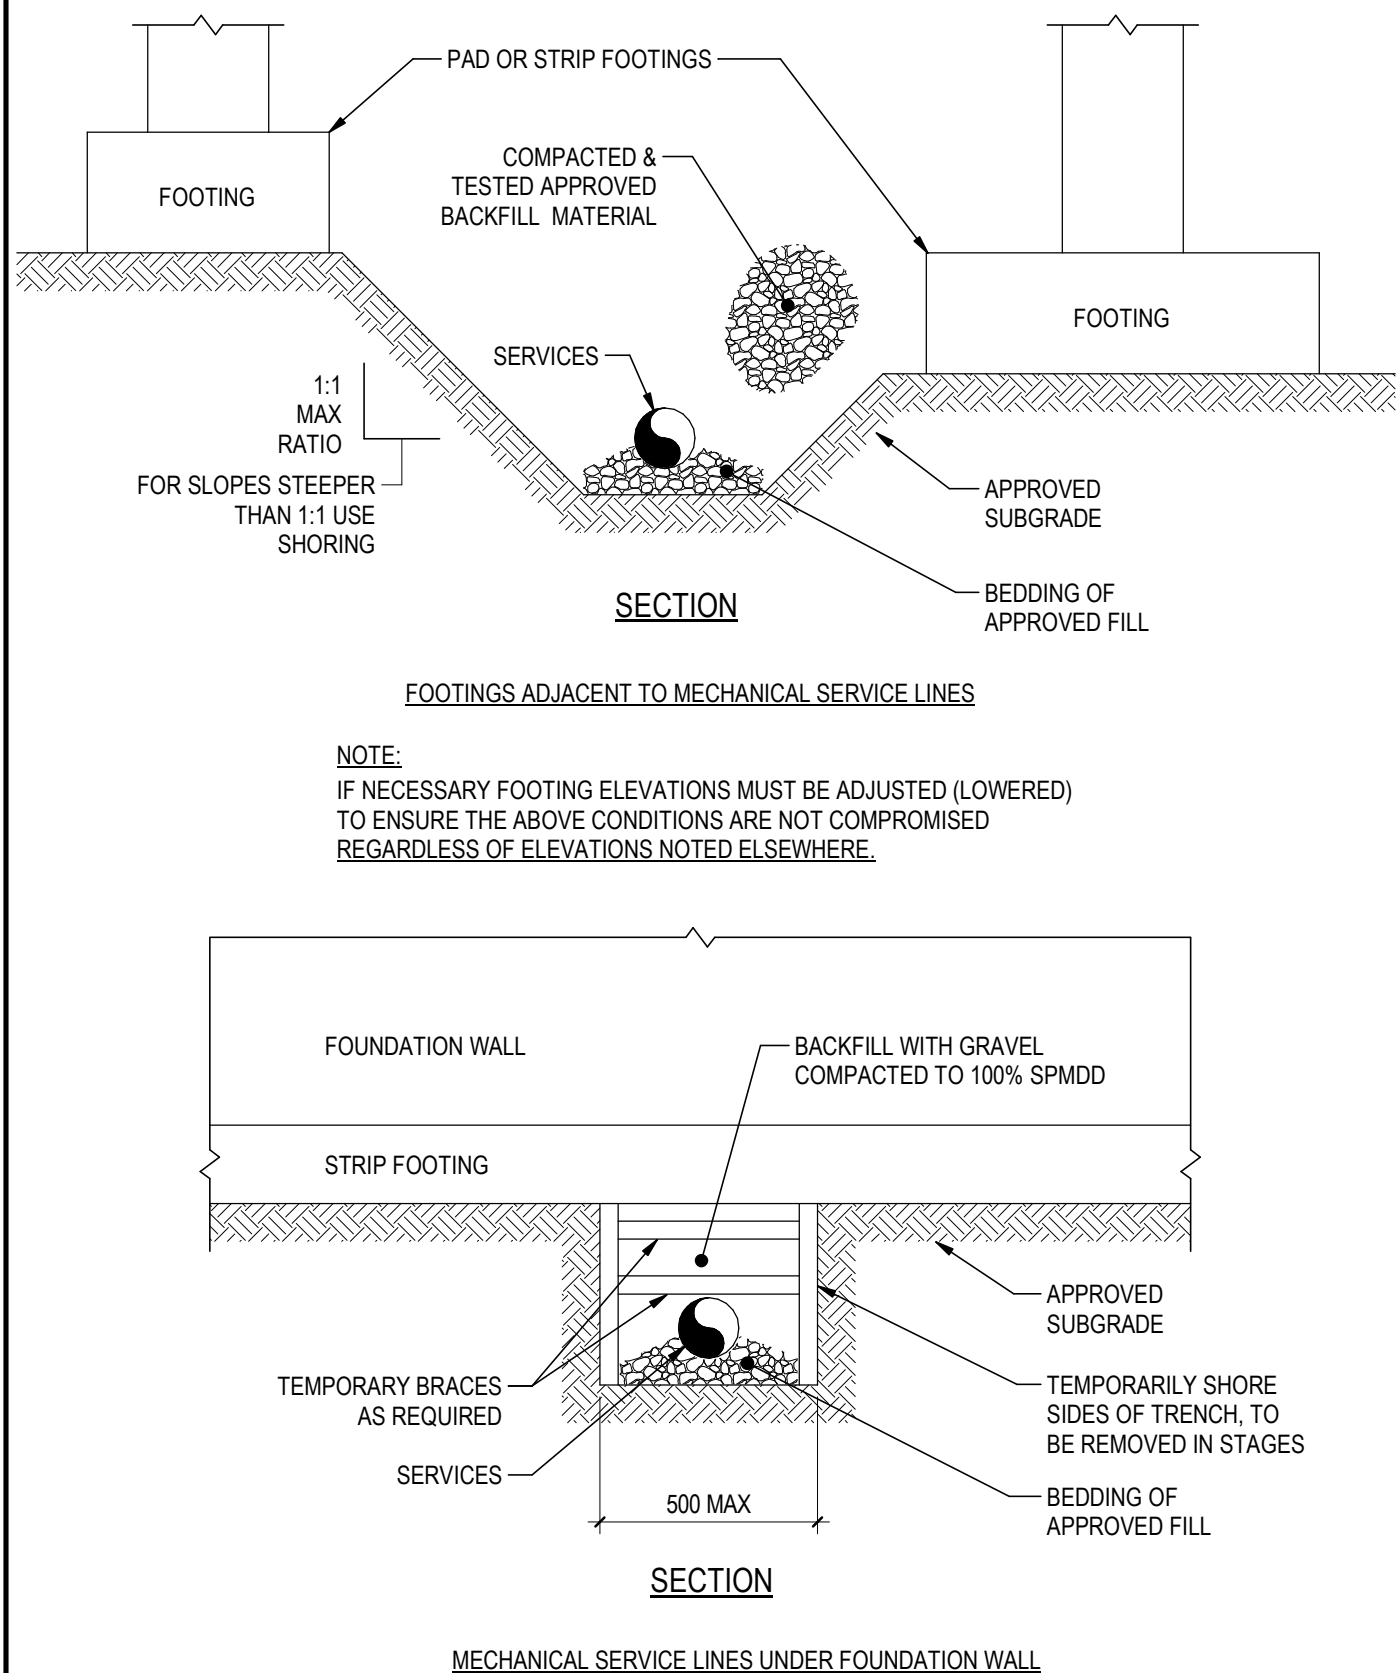 PAD OR STRIP FOOTINGS
COMPACTED &
TESTED APPROVED
BACKFILL MATERIAL
FOOTING
FOOTING
SERVICES
1:1
MAX
RATIO
FOR SLOPES STEEPER
THAN 1:1 USE
SHORING
APPROVED
SUBGRADE
BEDDING OF
APPROVED FILL
SECTION
FOOTINGS ADJACENT TO MECHANICAL SERVICE LINES
NOTE:
IF NECESSARY FOOTING ELEVATIONS MUST BE ADJUSTED (LOWERED)
TO ENSURE THE ABOVE CONDITIONS ARE NOT COMPROMISED
REGARDLESS OF ELEVATIONS NOTED ELSEWHERE.
FOUNDATION WALL
BACKFILL WITH GRAVEL
COMPACTED TO 100% SPMDD
STRIP FOOTING
APPROVED
SUBGRADE
TEMPORARY BRACES
AS REQUIRED
TEMPORARILY SHORE
SIDES OF TRENCH, TO
BE REMOVED IN STAGES
SERVICES
500 MAX
BEDDING OF
APPROVED FILL
SECTION
MECHANICAL SERVICE LINES UNDER FOUNDATION WALL